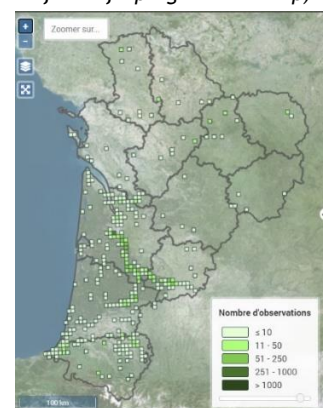 +
Zoomer sur...
-
Nombre d'observations
≤ 10
11 - 50
51 - 250
251 - 1000
> 1000
100 km